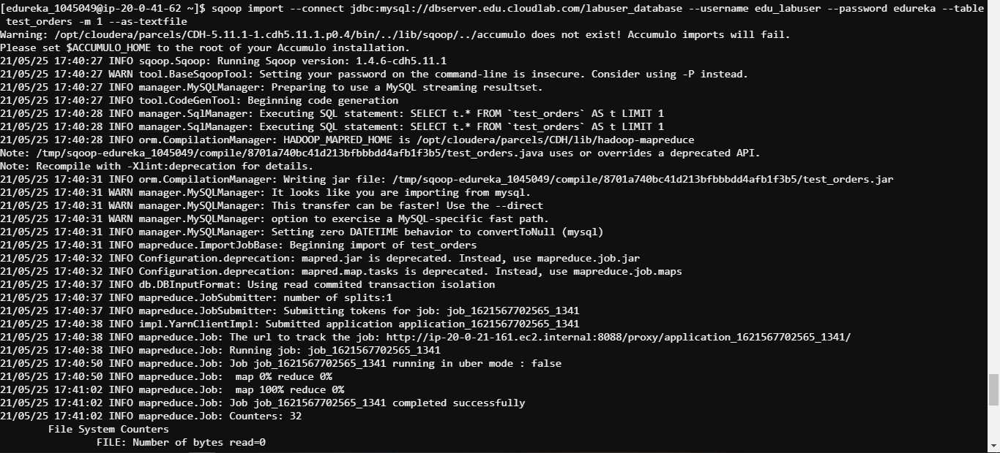 [edureka_1045049@ip-20-0-41-62 ~]$ sqoop import --connect jdbc:mysql://dbserver.edu.cloudlab.com/labuser_database --username edu_labuser --password edureka --table
 test_orders -m 1 --as-textfile
Warning: /opt/cloudera/parcels/CDH-5.11.1-1.cdh5.11.1.p0.4/bin/../lib/sqoop/../accumulo does not exist! Accumulo imports will fail.
Please set $ACCUMULO_HOME to the root of your Accumulo installation.
21/05/25 17:40:27 INFO sqoop.Sqoop: Running Sqoop version: 1.4.6-cdh5.11.1
21/05/25 17:40:27 WARN tool.BaseSqoopTool: Setting your password on the command-line is insecure. Consider using -P instead.
21/05/25 17:40:27 INFO manager.MySQLManager: Preparing to use a MySQL streaming resultset.
21/05/25 17:40:27 INFO tool.CodeGenTool: Beginning code generation
21/05/25 17:40:28 INFO manager.SqlManager: Executing SQL statement: SELECT t.* FROM `test_orders` AS t LIMIT 1
21/05/25 17:40:28 INFO manager.SqlManager: Executing SQL statement: SELECT t.* FROM `test_orders` AS t LIMIT 1
21/05/25 17:40:28 INFO orm.CompilationManager: HADOOP_MAPRED_HOME is /opt/cloudera/parcels/CDH/lib/hadoop-mapreduce
Note: /tmp/sqoop-edureka_1045049/compile/8701a740bc41d213bfbbbdd4afb1f3b5/test_orders.java uses or overrides a deprecated API.
Note: Recompile with -Xlint:deprecation for details.
21/05/25 17:40:31 INFO orm.CompilationManager: Writing jar file: /tmp/sqoop-edureka_1045049/compile/8701a740bc41d213bfbbbdd4afb1f3b5/test_orders.jar
21/05/25 17:40:31 WARN manager.MySQLManager: It looks like you are importing from mysql.
21/05/25 17:40:31 WARN manager.MySQLManager: This transfer can be faster! Use the --direct
21/05/25 17:40:31 WARN manager.MySQLManager: option to exercise a MySQL-specific fast path.
21/05/25 17:40:31 INFO manager.MySQLManager: Setting zero DATETIME behavior to convertToNull (mysql)
21/05/25 17:40:31 INFO mapreduce.ImportJobBase: Beginning import of test_orders
21/05/25 17:40:32 INFO Configuration.deprecation: mapred.jar is deprecated. Instead, use mapreduce.job.jar
21/05/25 17:40:32 INFO Configuration.deprecation: mapred.map.tasks is deprecated. Instead, use mapreduce.job.maps
21/05/25 17:40:37 INFO db.DBInputFormat: Using read commited transaction isolation
21/05/25 17:40:37 INFO mapreduce.JobSubmitter: number of splits:1
21/05/25 17:40:37 INFO mapreduce.JobSubmitter: Submitting tokens for job: job_1621567702565_1341
21/05/25 17:40:38 INFO impl.YarnClientImpl: Submitted application application_1621567702565_1341
21/05/25 17:40:38 INFO mapreduce.Job: The url to track the job: http://ip-20-0-21-161.ec2.internal:8088/proxy/application_1621567702565_1341/
21/05/25 17:40:38 INFO mapreduce.Job: Running job: job_1621567702565_1341
21/05/25 17:40:50 INFO mapreduce.Job: Job job_1621567702565_1341 running in uber mode : false
21/05/25 17:40:50 INFO mapreduce.Job:  map 0% reduce 0%
21/05/25 17:41:02 INFO mapreduce.Job:  map 100% reduce 0%
21/05/25 17:41:02 INFO mapreduce.Job: Job job_1621567702565_1341 completed successfully
21/05/25 17:41:02 INFO mapreduce.Job: Counters: 32
        File System Counters
                FILE: Number of bytes read=0